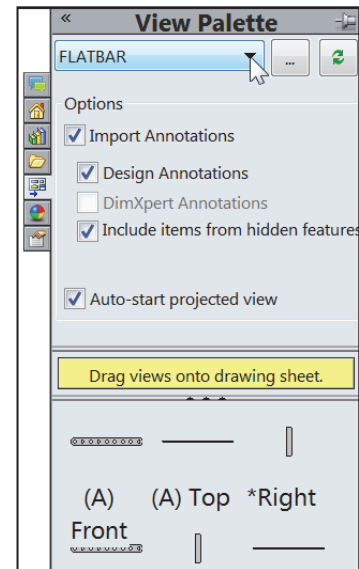 « View Palette
FLATBAR ...
Options
Import Annotations
Design Annotations
DimXpert Annotations
Include items from hidden features
Auto-start projected view
Drag views onto drawing sheet.
(A) (A) Top *Right
Front